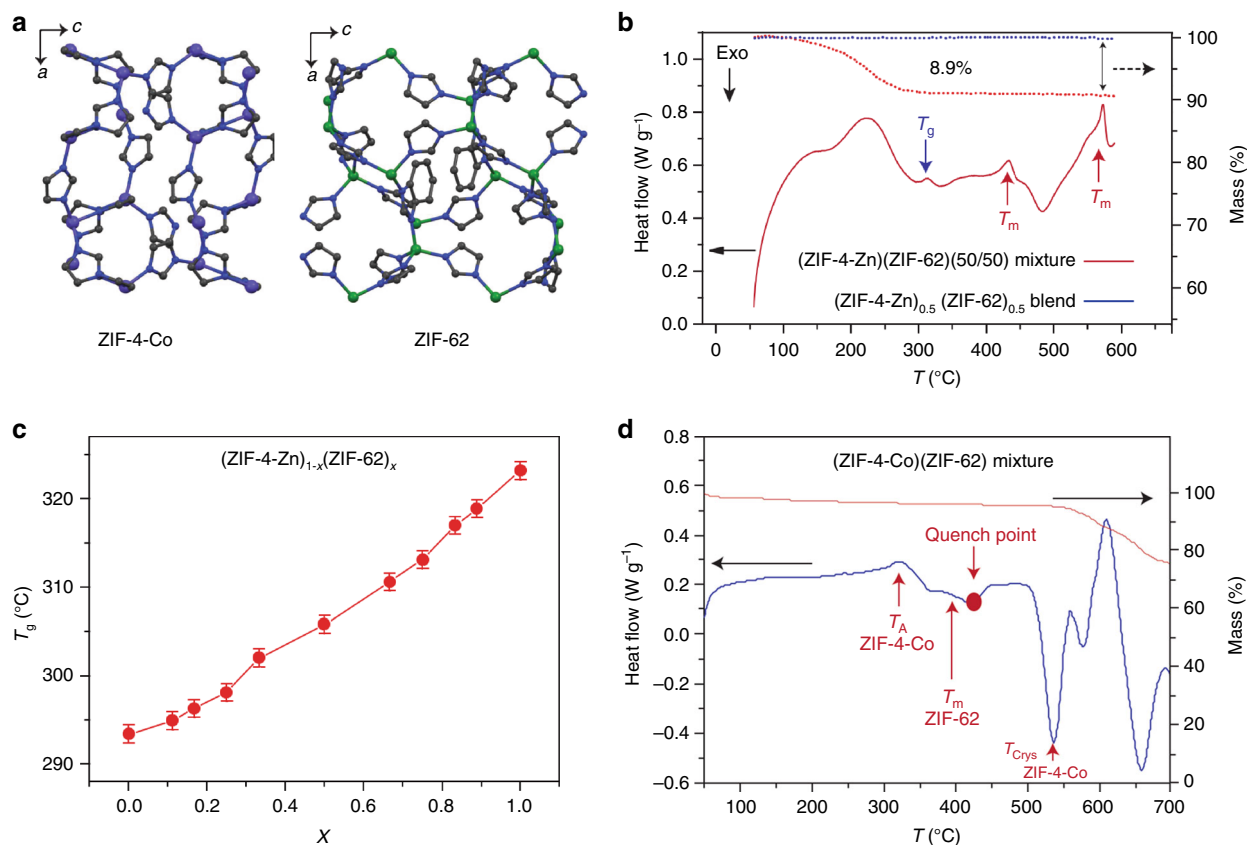 a
c
a
c
a
ZIF-4-Co
ZIF-62
b
Exo
8.9%
Tg
Tm
Tm
(ZIF-4-Zn)(ZIF-62)(50/50) mixture
(ZIF-4-Zn)0.5 (ZIF-62)0.5 blend
1.0
0.8
0.6
0.4
0.2
0.0
Heat flow (W g⁻¹)
100
90
80
70
60
Mass (%)
0 100 200 300 400 500 600
T (°C)
c
(ZIF-4-Zn)1-x(ZIF-62)x
320
310
300
290
Tg (°C)
0.0 0.2 0.4 0.6 0.8 1.0
X
d
(ZIF-4-Co)(ZIF-62) mixture
Quench point
TA
ZIF-4-Co
Tm
ZIF-62
TCrys
ZIF-4-Co
0.8
0.6
0.4
0.2
0.0
−0.2
−0.4
−0.6
Heat flow (W g⁻¹)
100
80
60
40
20
0
Mass (%)
100 200 300 400 500 600 700
T (°C)